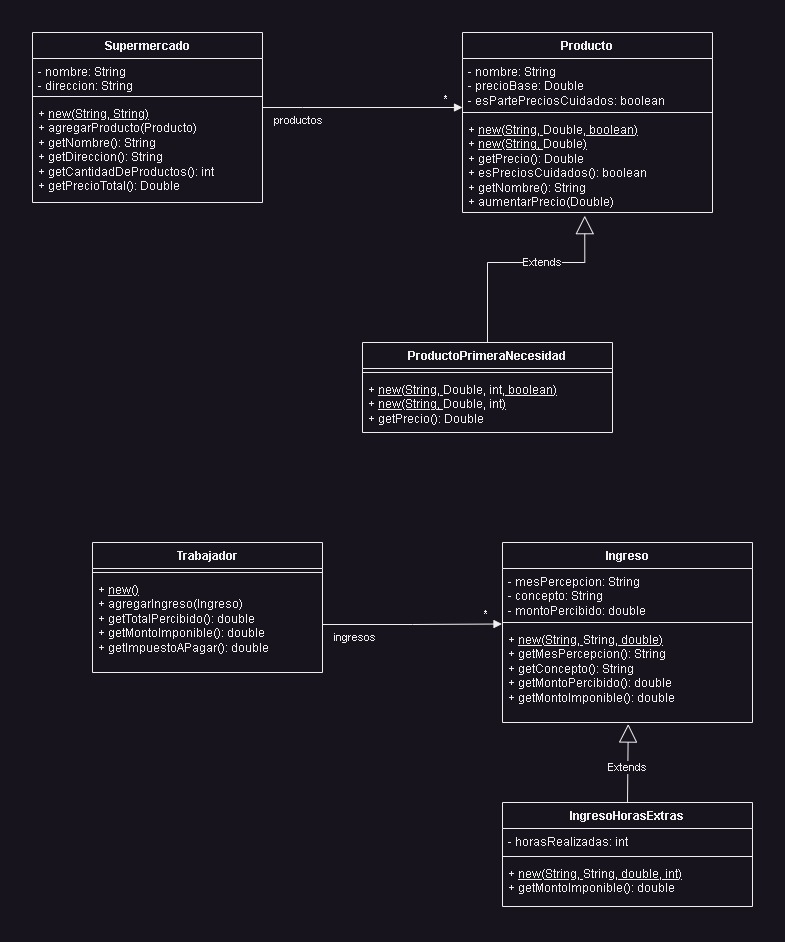 Supermercado
- nombre: String
- direccion: String
+ new(String, String)
+ agregarProducto(Producto)
+ getNombre(): String
+ getDireccion(): String
+ getCantidadDeProductos(): int
+ getPrecioTotal(): Double
*
productos
Producto
- nombre: String
- precioBase: Double
- esPartePreciosCuidados: boolean
+ new(String, Double, boolean)
+ new(String, Double)
+ getPrecio(): Double
+ esPreciosCuidados(): boolean
+ getNombre(): String
+ aumentarPrecio(Double)
Extends
ProductoPrimeraNecesidad
+ new(String, Double, int, boolean)
+ new(String, Double, int)
+ getPrecio(): Double
Trabajador
+ new()
+ agregarIngreso(Ingreso)
+ getTotalPercibido(): double
+ getMontoImponible(): double
+ getImpuestoAPagar(): double
*
ingresos
Ingreso
- mesPercepcion: String
- concepto: String
- montoPercibido: double
+ new(String, String, double)
+ getMesPercepcion(): String
+ getConcepto(): String
+ getMontoPercibido(): double
+ getMontoImponible(): double
Extends
IngresoHorasExtras
- horasRealizadas: int
+ new(String, String, double, int)
+ getMontoImponible(): double